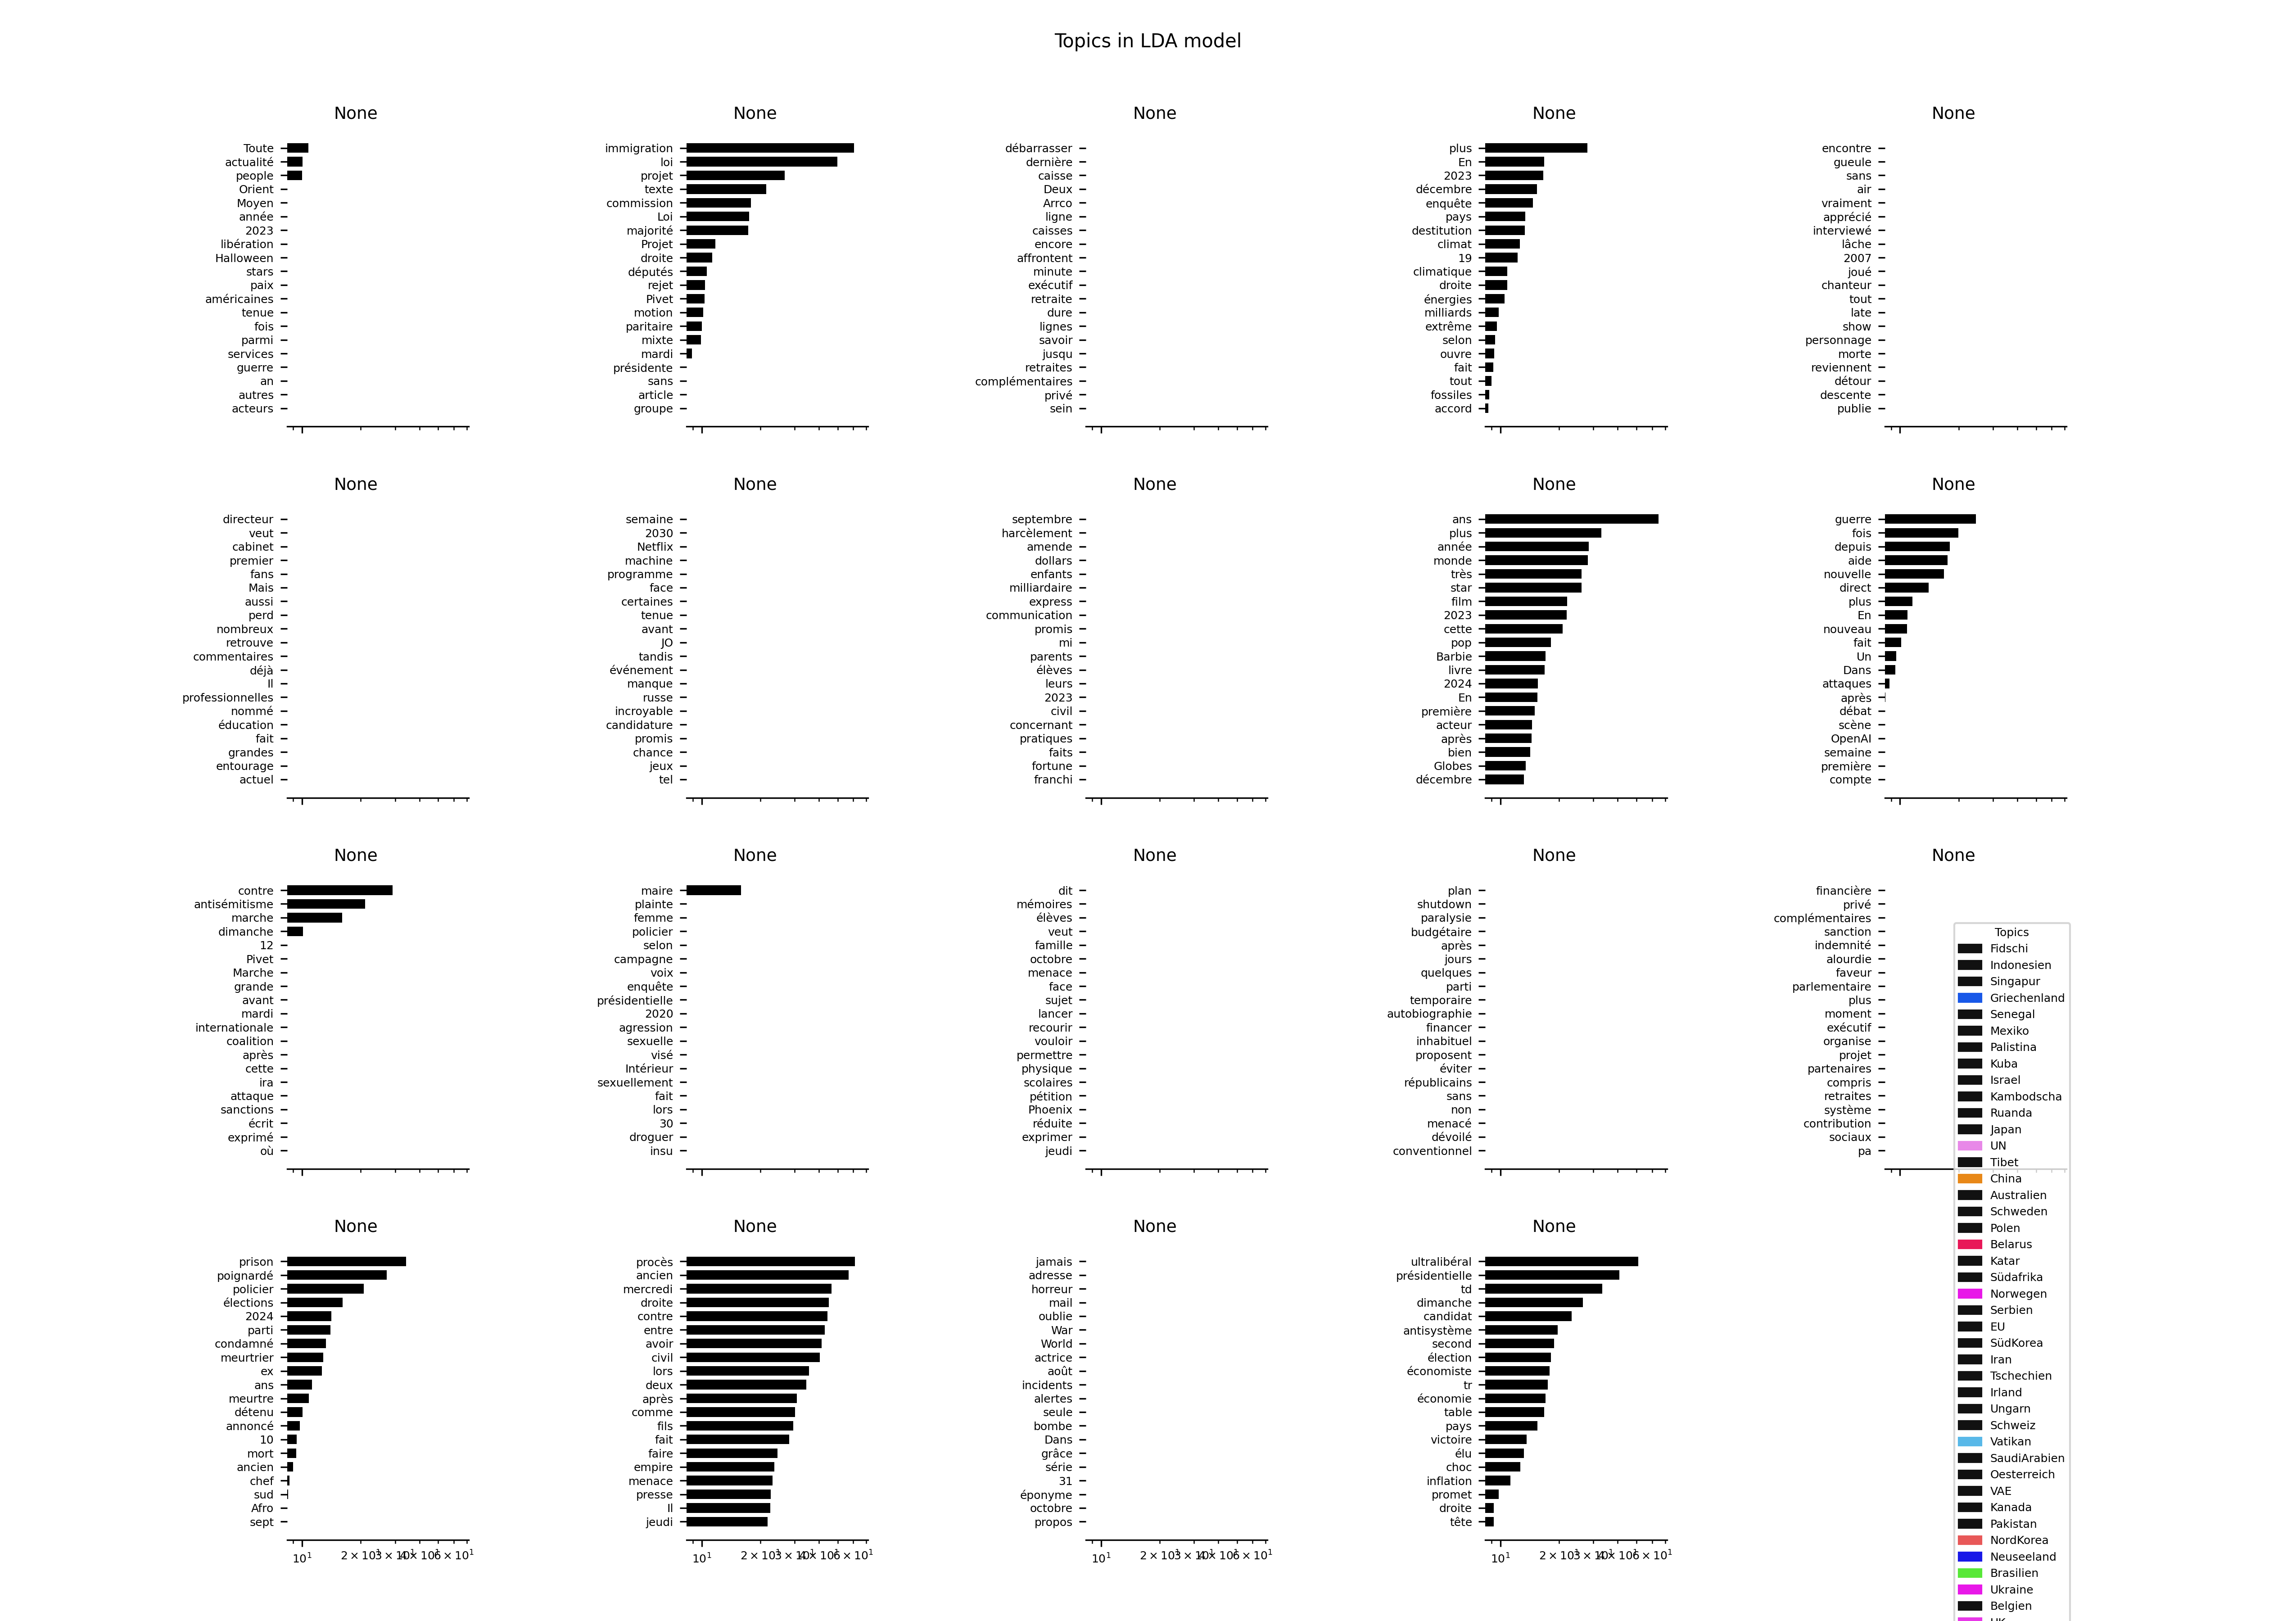 Topics in LDA model
None
Toute
actualité
people
Orient
Moyen
année
2023
libération
Halloween
stars
paix
américaines
tenue
fois
parmi
services
guerre
an
autres
acteurs
None
immigration
loi
projet
texte
commission
Loi
majorité
Projet
droite
députés
rejet
Pivet
motion
paritaire
mixte
mardi
présidente
sans
article
groupe
None
débarrasser
dernière
caisse
Deux
Arrco
ligne
caisses
encore
affrontent
minute
exécutif
retraite
dure
lignes
savoir
jusqu
retraites
complémentaires
privé
sein
None
plus
En
2023
décembre
enquête
pays
destitution
climat
19
climatique
droite
énergies
milliards
extrême
selon
ouvre
fait
tout
fossiles
accord
None
encontre
gueule
sans
air
vraiment
apprécié
interviewé
lâche
2007
joué
chanteur
tout
late
show
personnage
morte
reviennent
détour
descente
publie
None
directeur
veut
cabinet
premier
fans
Mais
aussi
perd
nombreux
retrouve
commentaires
déjà
Il
professionnelles
nommé
éducation
fait
grandes
entourage
actuel
None
semaine
2030
Netflix
machine
programme
face
certaines
tenue
avant
JO
tandis
événement
manque
russe
incroyable
candidature
promis
chance
jeux
tel
None
septembre
harcèlement
amende
dollars
enfants
milliardaire
express
communication
promis
mi
parents
élèves
leurs
2023
civil
concernant
pratiques
faits
fortune
franchi
None
ans
plus
année
monde
très
star
film
2023
cette
pop
Barbie
livre
2024
En
première
acteur
après
bien
Globes
décembre
None
guerre
fois
depuis
aide
nouvelle
direct
plus
En
nouveau
fait
Un
Dans
attaques
après
débat
scène
OpenAI
semaine
première
compte
None
contre
antisémitisme
marche
dimanche
12
Pivet
Marche
grande
avant
mardi
internationale
coalition
après
cette
ira
attaque
sanctions
écrit
exprimé
où
None
maire
plainte
femme
policier
selon
campagne
voix
enquête
présidentielle
2020
agression
sexuelle
visé
Intérieur
sexuellement
fait
lors
30
droguer
insu
None
dit
mémoires
élèves
veut
famille
octobre
menace
face
sujet
lancer
recourir
vouloir
permettre
physique
scolaires
pétition
Phoenix
réduite
exprimer
jeudi
None
plan
shutdown
paralysie
budgétaire
après
jours
quelques
parti
temporaire
autobiographie
financer
inhabituel
proposent
éviter
républicains
sans
non
menacé
dévoilé
conventionnel
None
financière
privé
complémentaires
sanction
indemnité
alourdie
faveur
parlementaire
plus
moment
exécutif
organise
projet
partenaires
compris
retraites
système
contribution
sociaux
pa
None
prison
poignardé
policier
élections
2024
parti
condamné
meurtrier
ex
ans
meurtre
détenu
annoncé
10
mort
ancien
chef
sud
Afro
sept
10¹
None
procès
ancien
mercredi
droite
contre
entre
avoir
civil
lors
deux
après
comme
fils
fait
faire
empire
menace
presse
Il
jeudi
10¹
None
jamais
adresse
horreur
mail
oublie
War
World
actrice
août
incidents
alertes
seule
bombe
Dans
grâce
série
31
éponyme
octobre
propos
10¹
None
ultralibéral
présidentielle
td
dimanche
candidat
antisystème
second
élection
économiste
tr
économie
table
pays
victoire
élu
choc
inflation
promet
droite
tête
10¹
Topics
Fidschi
Indonesien
Singapur
Griechenland
Senegal
Mexiko
Palistina
Kuba
Israel
Kambodscha
Ruanda
Japan
UN
Tibet
China
Australien
Schweden
Polen
Belarus
Katar
Südafrika
Norwegen
Serbien
EU
SüdKorea
Iran
Tschechien
Irland
Ungarn
Schweiz
Vatikan
SaudiArabien
Oesterreich
VAE
Kanada
Pakistan
NordKorea
Neuseeland
Brasilien
Ukraine
Belgien